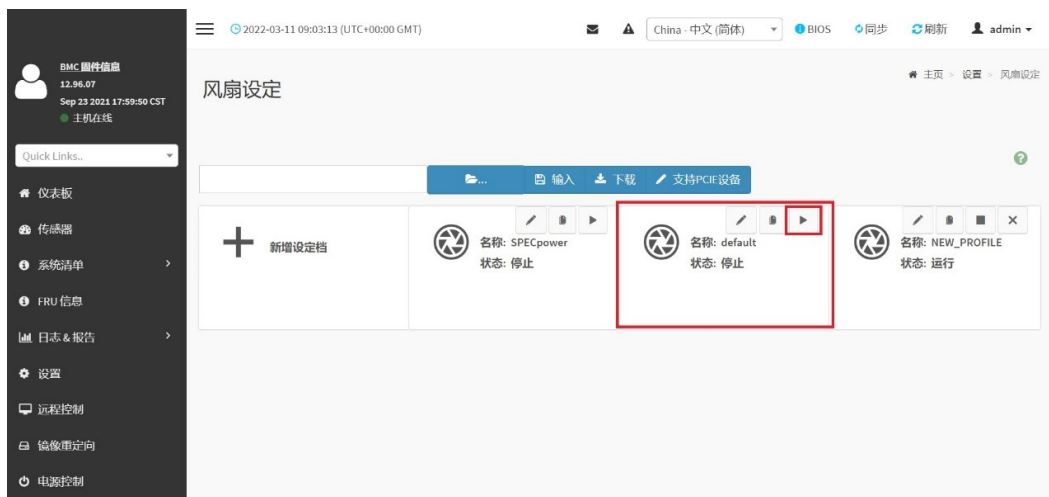 2022-03-11 09:03:13 (UTC+00:00 GMT)
China - 中文 (简体)
BIOS
同步
刷新
admin
BMC 固件信息
12.96.07
Sep 23 2021 17:59:50 CST
主机在线
Quick Links..
仪表板
传感器
系统清单
FRU 信息
日志 & 报告
设置
远程控制
镜像重定向
电源控制
风扇设定
主页 > 设置 > 风扇设定
...
输入
下载
支持PCIE设备
新增设定档
名称: SPECpower
状态: 停止
名称: default
状态: 停止
名称: NEW_PROFILE
状态: 运行